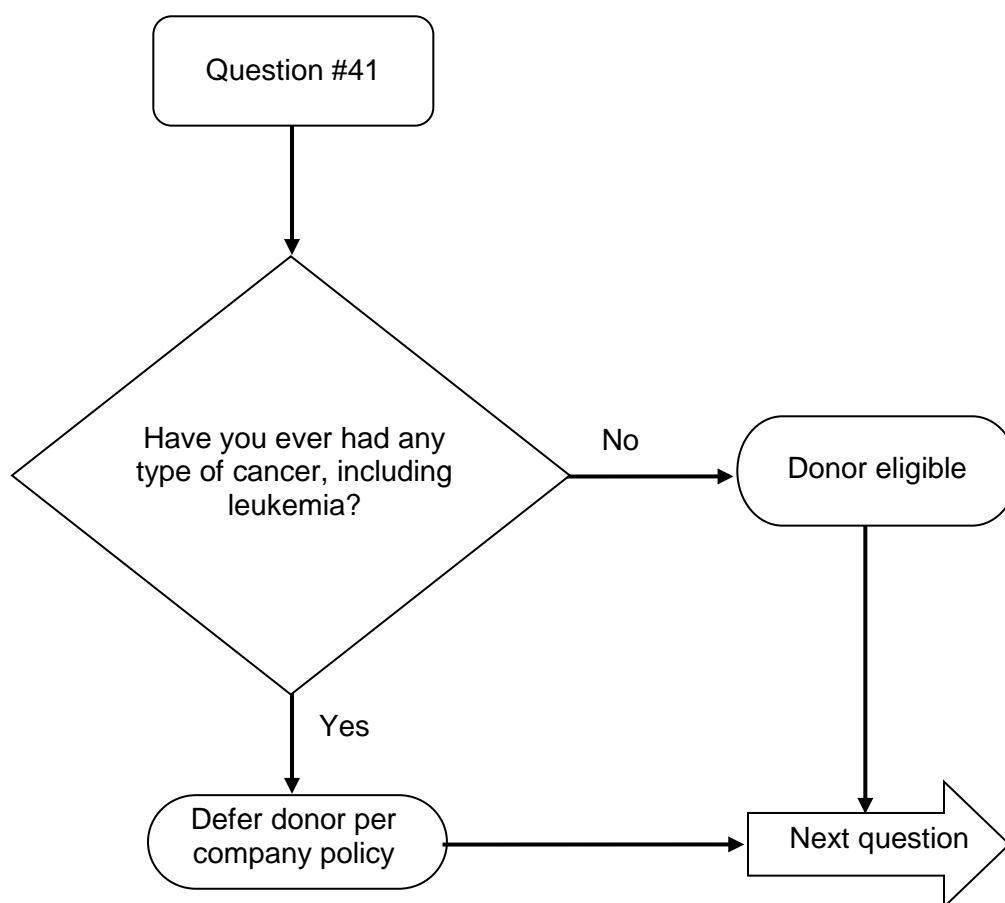 Question #41
Have you ever had any
type of cancer, including
leukemia?
No
Donor eligible
Yes
Defer donor per
company policy
Next question